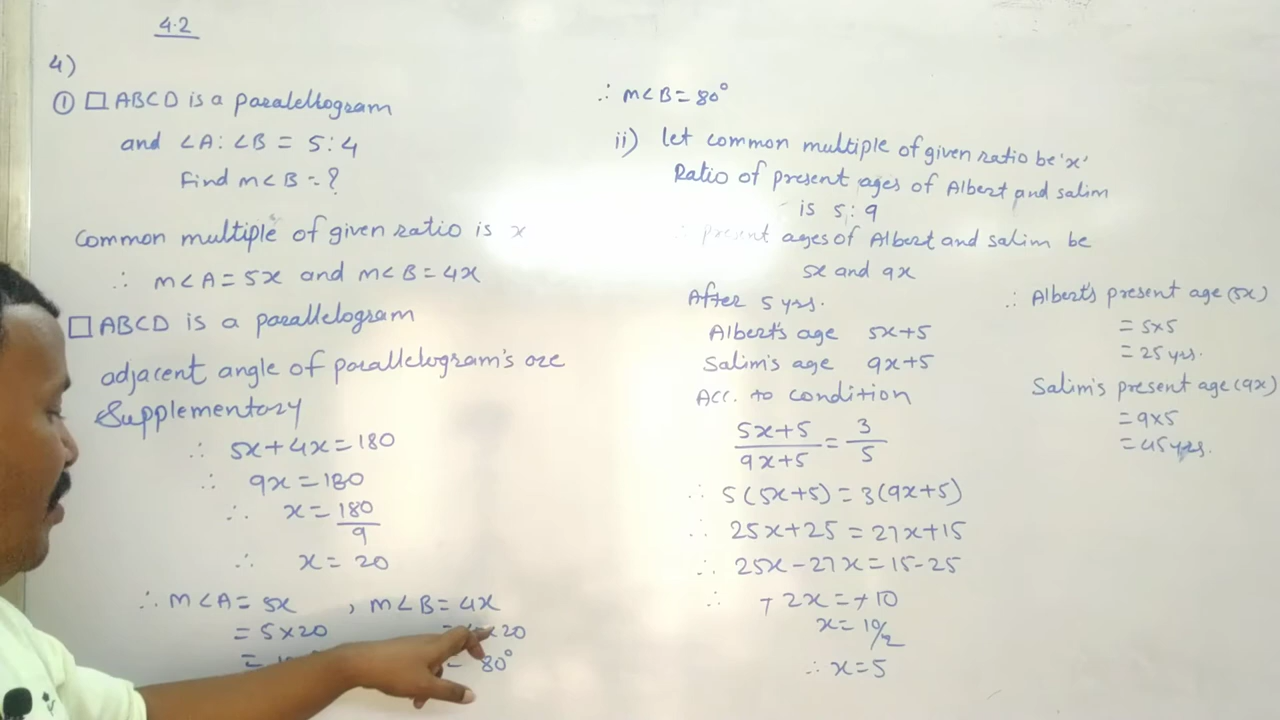 4.2
4)
① □ ABCD is a parallellogram
and ∠A : ∠B = 5 : 4
Find m∠B = ?
Common multiple of given ratio is x
∴ m∠A = 5x and m∠B = 4x
□ ABCD is a parallelogram
adjacent angle of parallelogram's are
Supplementary
∴ 5x + 4x = 180
∴ 9x = 180
∴ x = 180/9
∴ x = 20
∴ m∠A = 5x , m∠B = 4x
= 5 × 20
× 20
80°
∴ m∠B = 80°
ii) let common multiple of given ratio be 'x'
Ratio of present ages of Albert and salim
is 5 : 9
∴ present ages of Albert and salim be
5x and 9x
After 5 yrs.
Albert's age 5x+5
Salim's age 9x+5
Acc. to condition
5x+5/9x+5 = 3/5
∴ 5(5x+5) = 3(9x+5)
∴ 25x+25 = 27x+15
∴ 25x-27x = 15-25
∴ +2x = +10
x = 10/2
∴ x = 5
∴ Albert's present age (5x)
= 5×5
= 25 yrs.
Salim's present age (9x)
= 9×5
= 45 yrs.